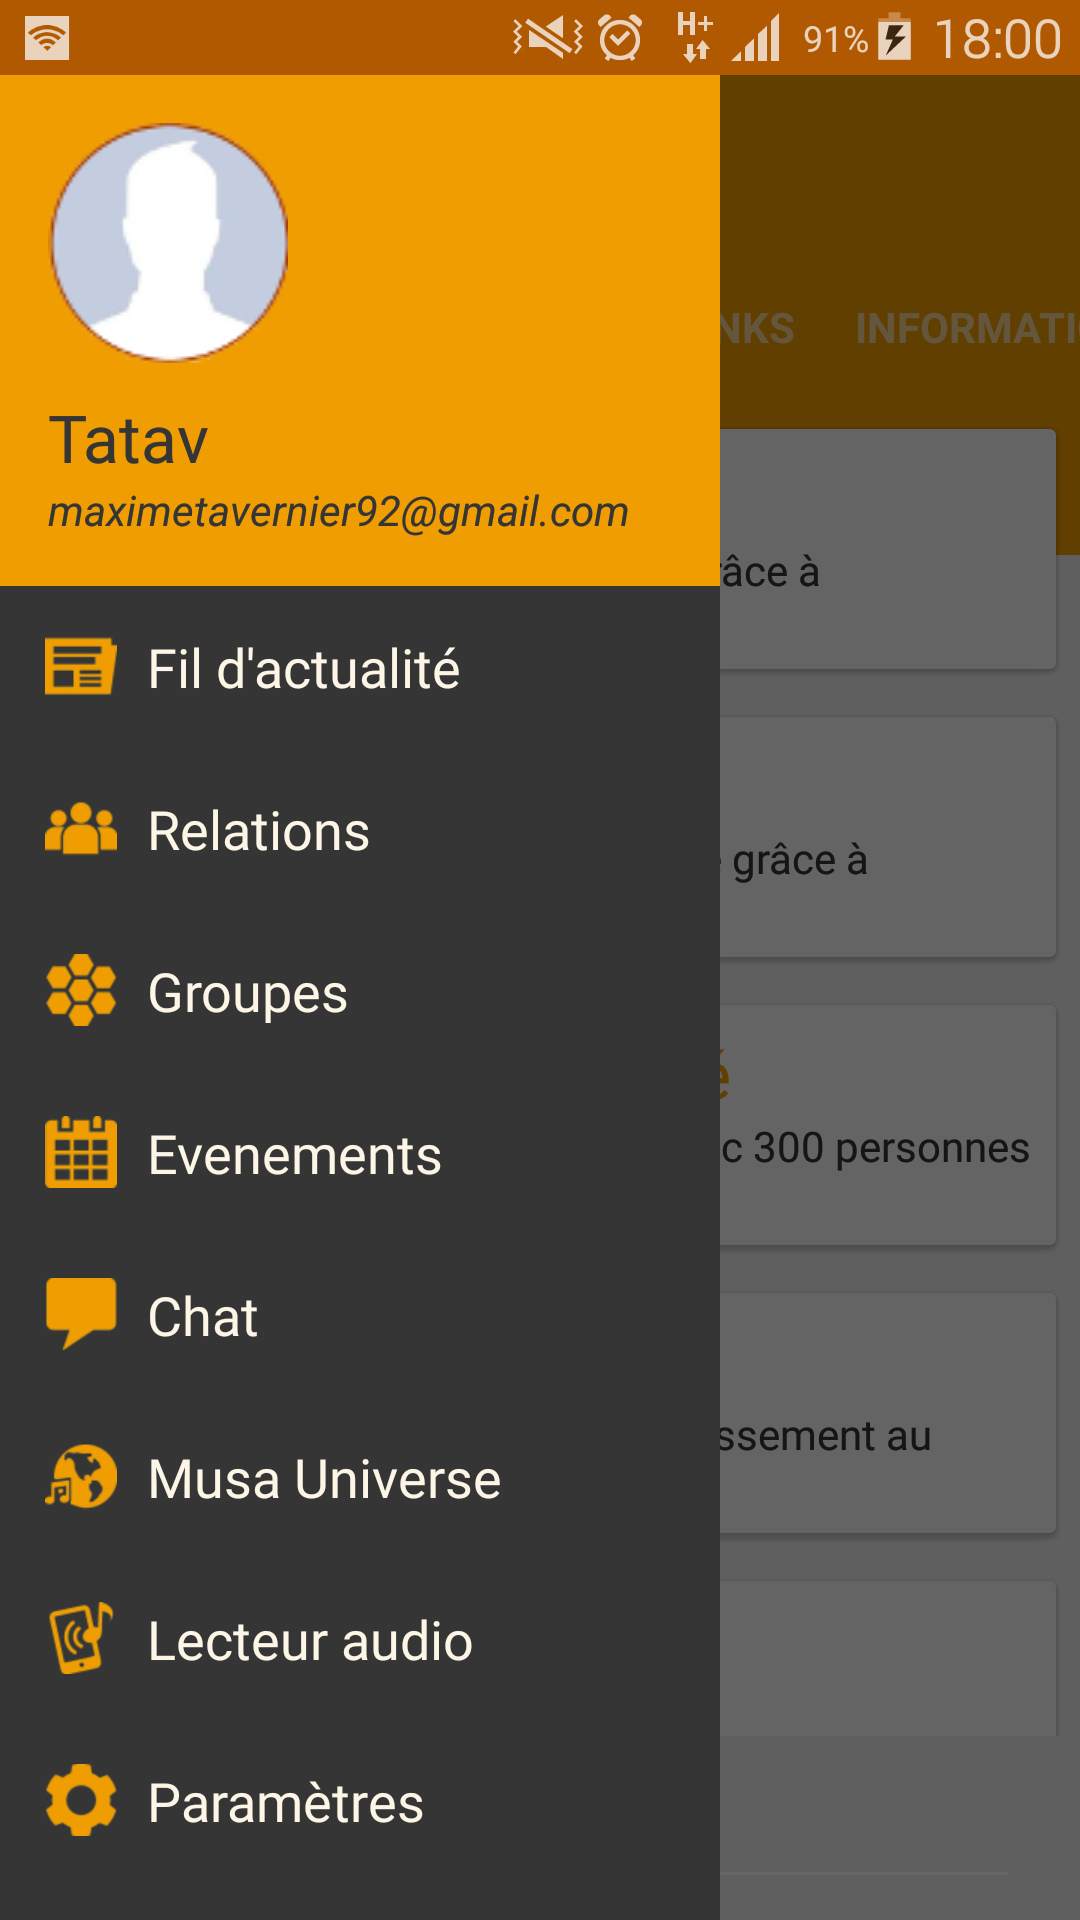 H+ 91% 18:00
Tatav
maximetavernier92@gmail.com
Fil d'actualité
Relations
Groupes
Evenements
Chat
Musa Universe
Lecteur audio
Paramètres
NKS INFORMATI
râce à
grâce à
é
c 300 personnes
ssement au